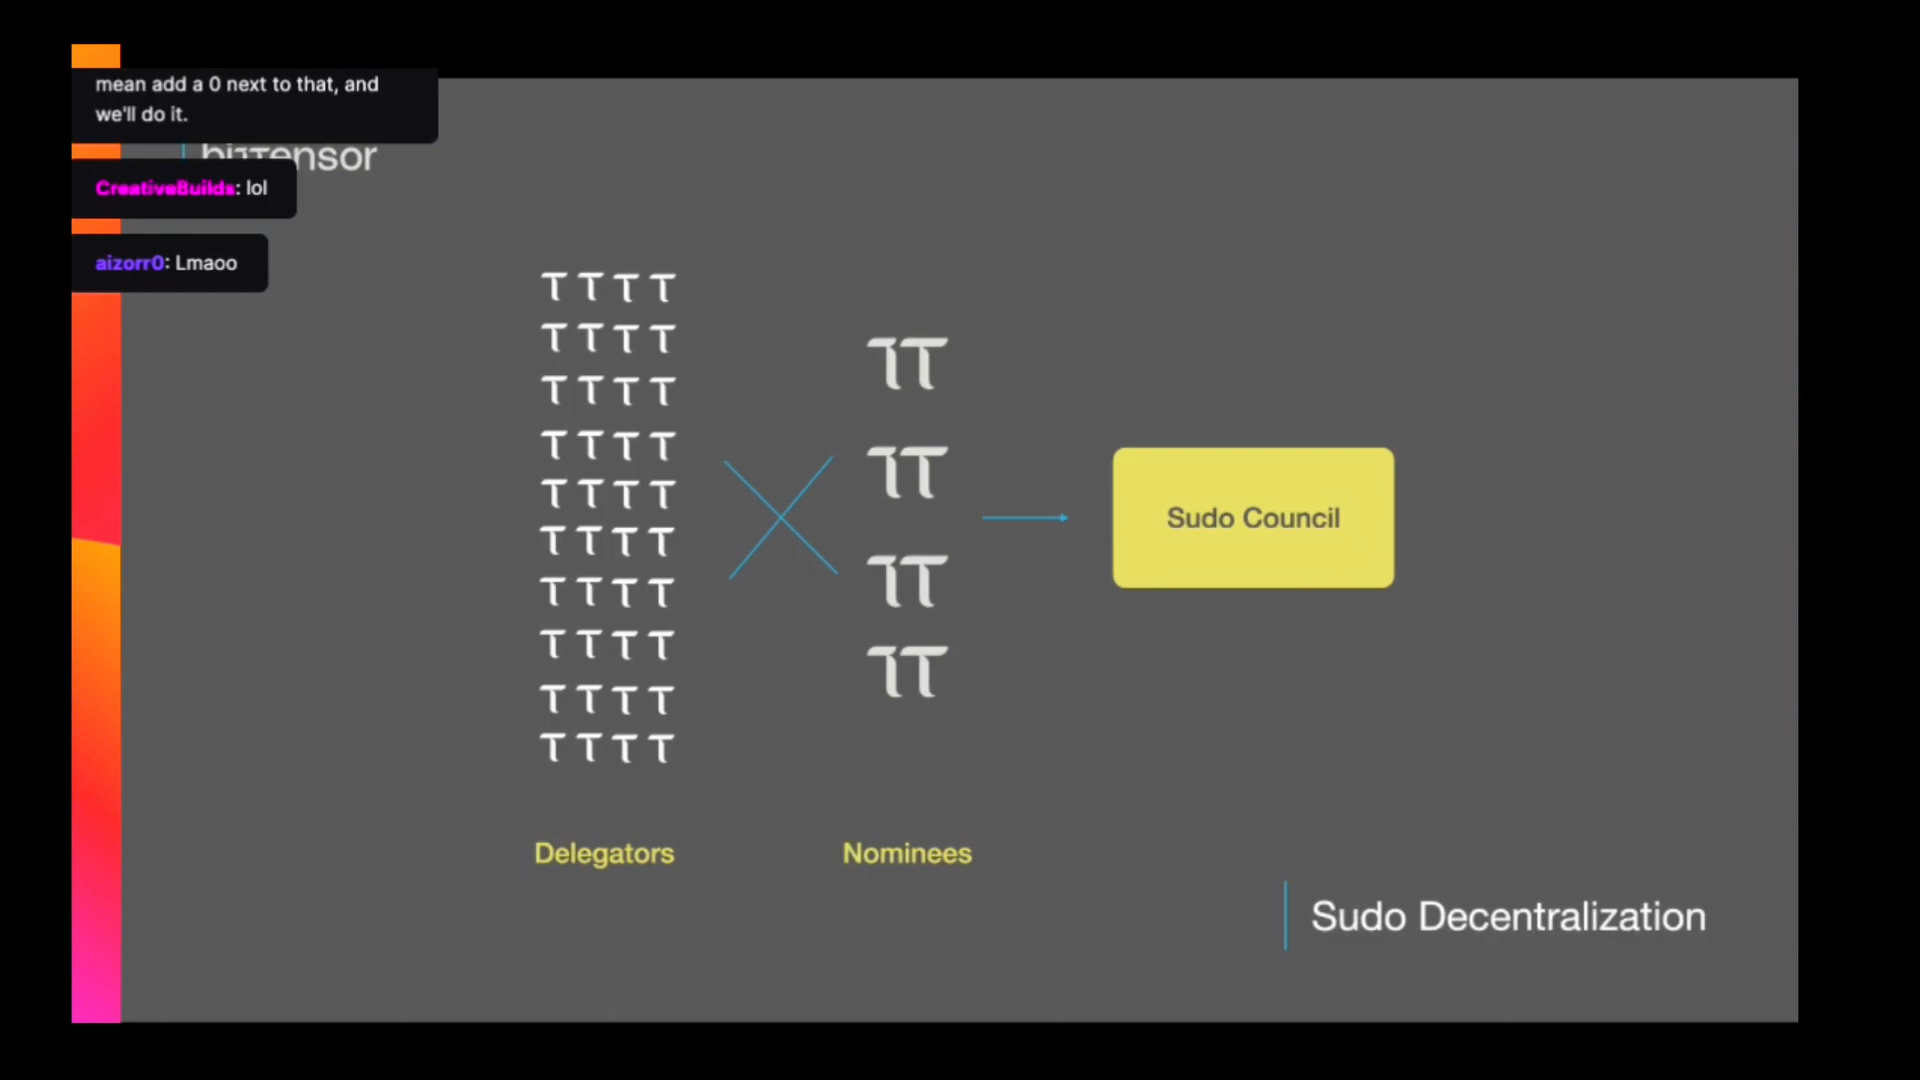 mean add a 0 next to that, and
we'll do it.
bittensor
CreativeBuilds: lol
aizorr0: Lmaoo
τ τ τ τ
τ τ τ τ
τ τ τ τ
τ τ τ τ
τ τ τ τ
τ τ τ τ
τ τ τ τ
τ τ τ τ
τ τ τ τ
τ τ τ τ
Sudo Council
Delegators
Nominees
Sudo Decentralization